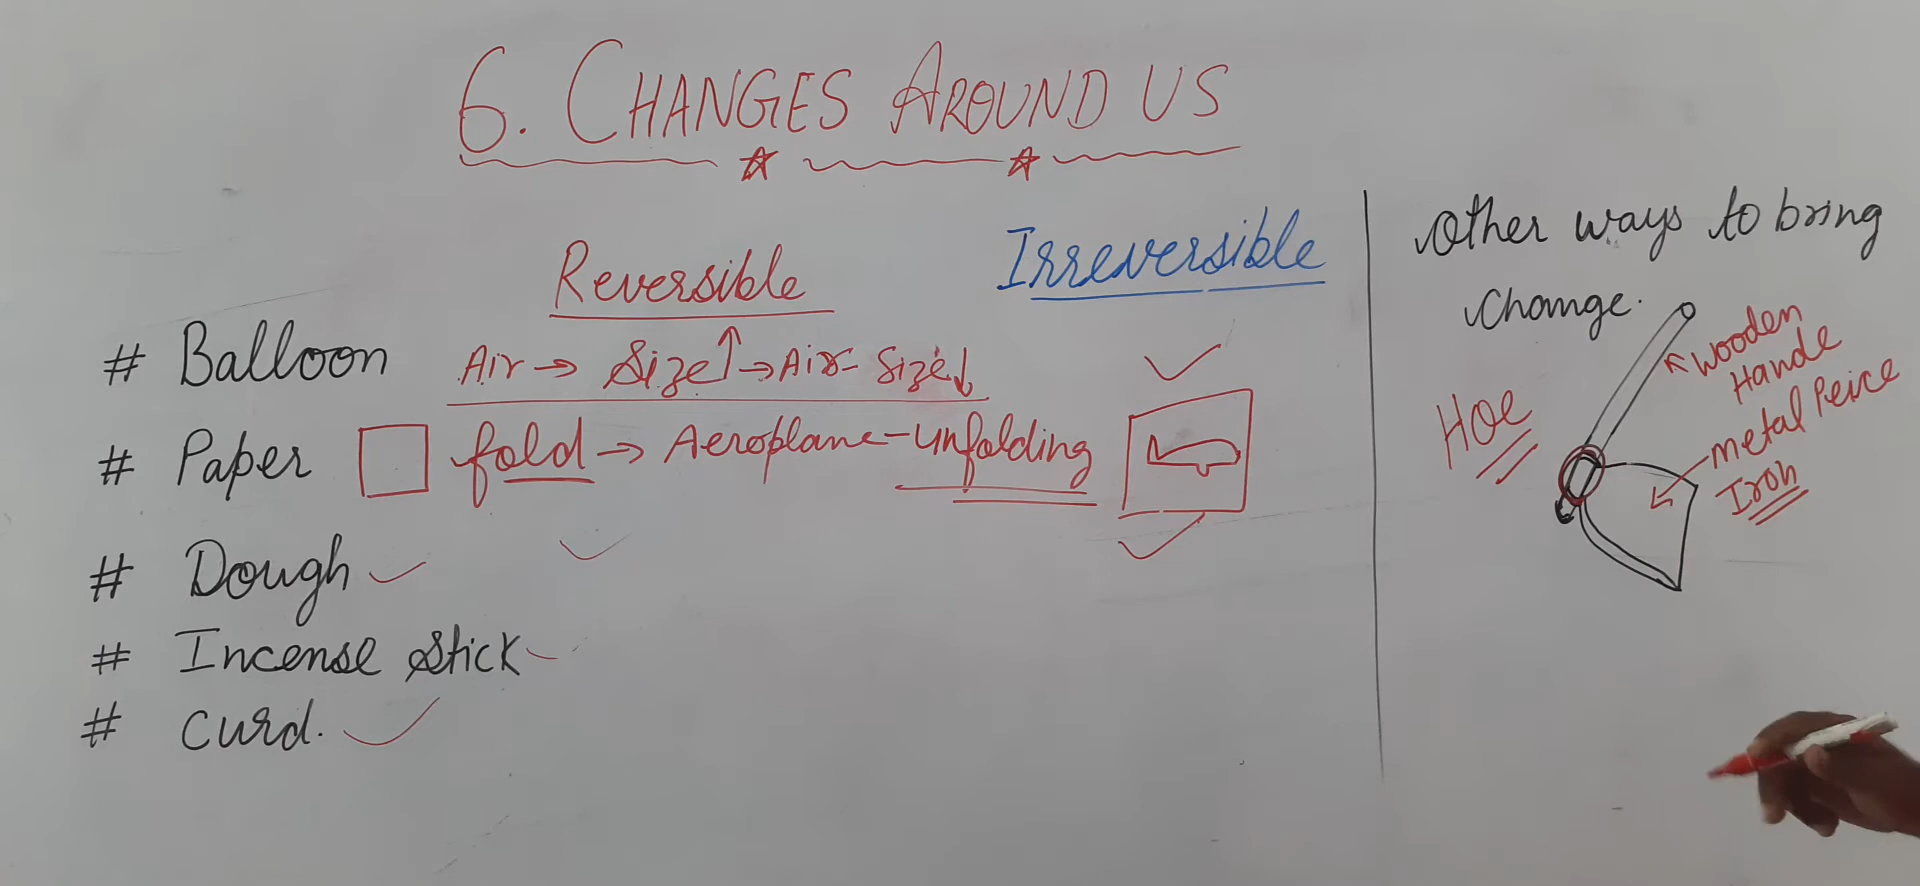 6. CHANGES AROUND US
Reversible
Irreversible
# Balloon Air → Size↑ → Air- Size↓
# Paper fold → Aeroplane - unfolding
# Dough
# Incense stick
# curd.
Other ways to bring
change.
Wooden
Hande
HOE
metal Peice
Iron